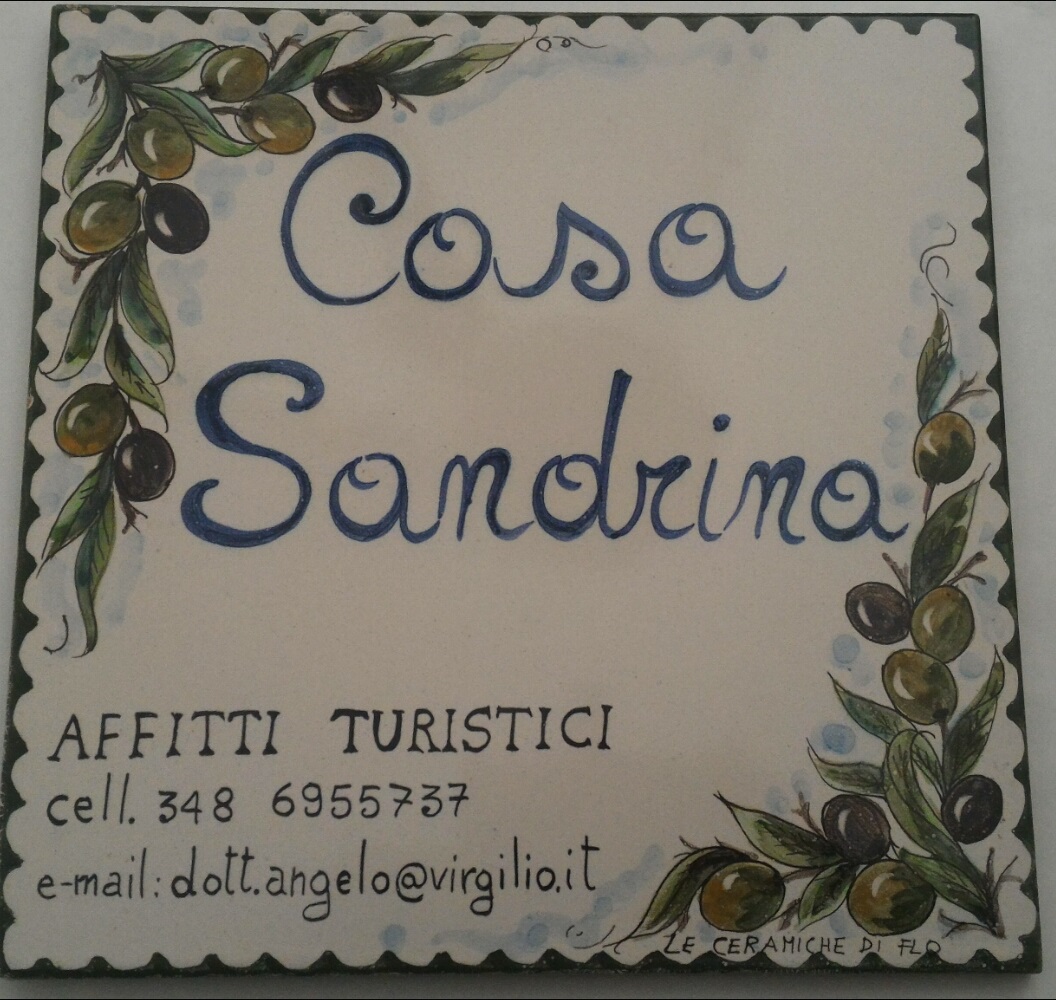 Casa
Sandrina
AFFITTI TURISTICI
cell. 348 6955737
e-mail: dott.angelo@virgilio.it
LE CERAMICHE DI FLO